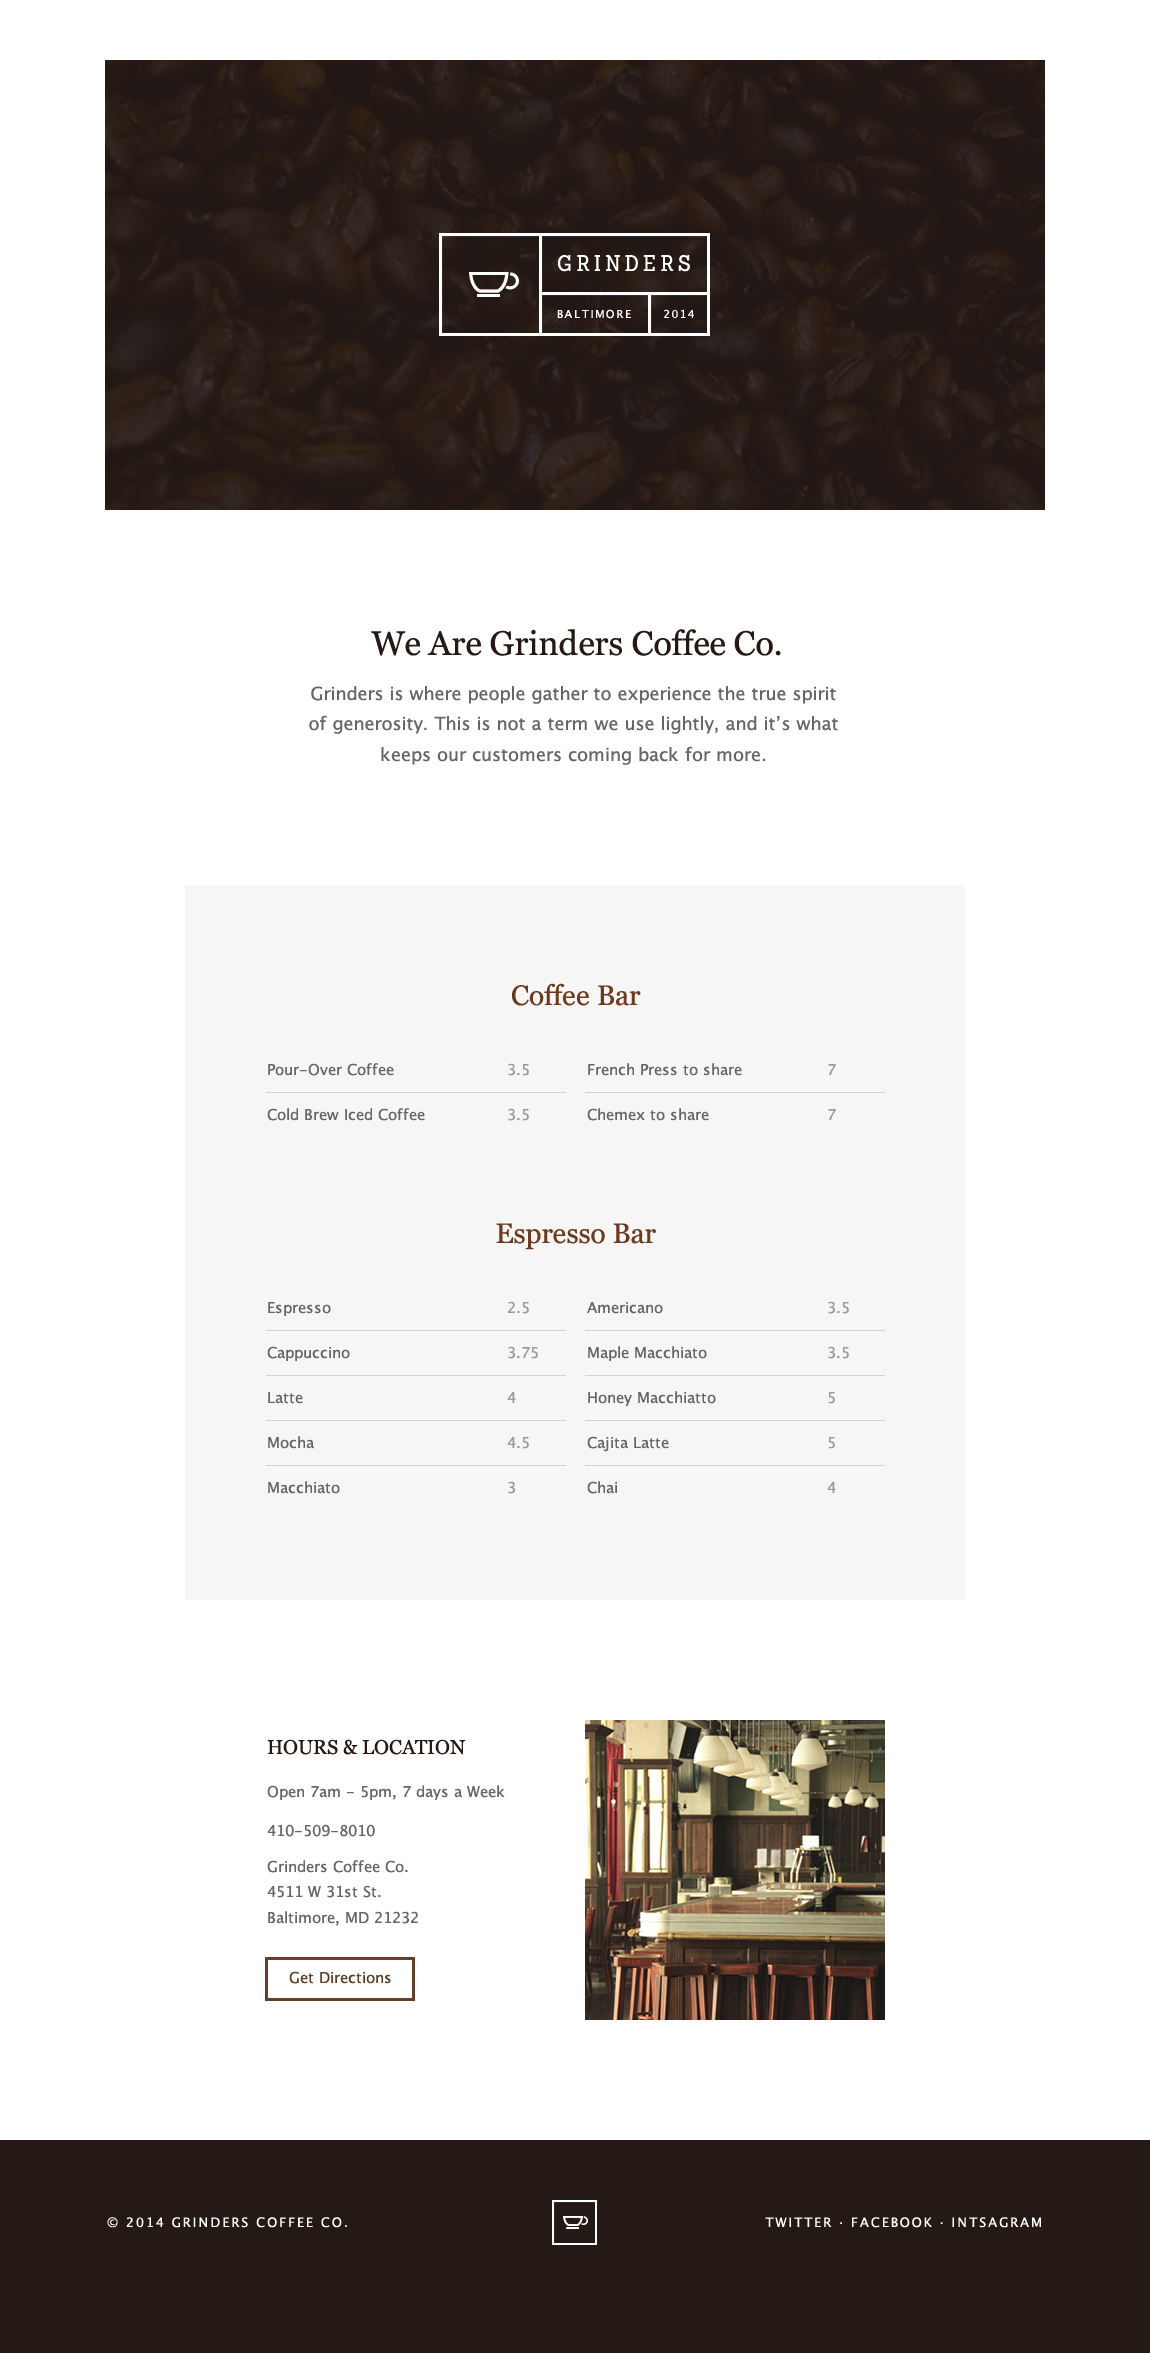 GRINDERS
BALTIMORE
2014
We Are Grinders Coffee Co.
Grinders is where people gather to experience the true spirit
of generosity. This is not a term we use lightly, and it’s what
keeps our customers coming back for more.
Coffee Bar
Pour-Over Coffee 3.5 French Press to share 7
Cold Brew Iced Coffee 3.5 Chemex to share 7
Espresso Bar
Espresso 2.5 Americano 3.5
Cappuccino 3.75 Maple Macchiato 3.5
Latte 4 Honey Macchiatto 5
Mocha 4.5 Cajita Latte 5
Macchiato 3 Chai 4
HOURS & LOCATION
Open 7am - 5pm, 7 days a Week
410-509-8010
Grinders Coffee Co.
4511 W 31st St.
Baltimore, MD 21232
Get Directions
© 2014 GRINDERS COFFEE CO. TWITTER · FACEBOOK · INTSAGRAM